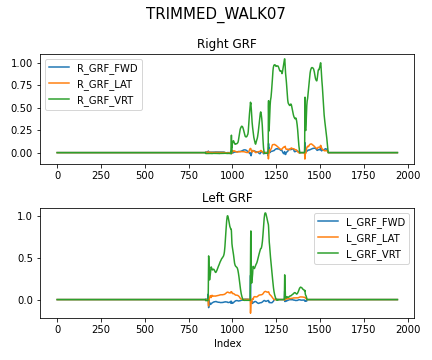 TRIMMED_WALK07
Right GRF
R_GRF_FWD
R_GRF_LAT
R_GRF_VRT
1.00
0.75
0.50
0.25
0.00
0 250 500 750 1000 1250 1500 1750 2000
Left GRF
L_GRF_FWD
L_GRF_LAT
L_GRF_VRT
1.0
0.5
0.0
0 250 500 750 1000 1250 1500 1750 2000
Index